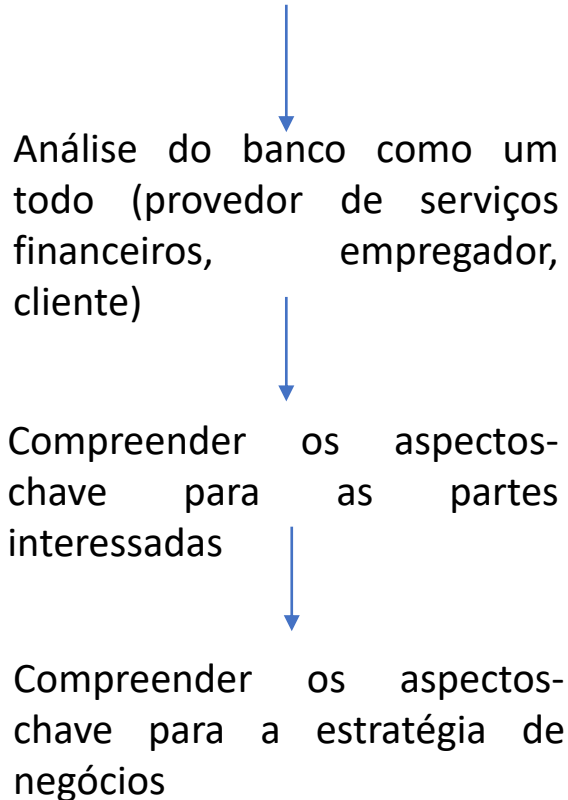 Análise do banco como um
todo (provedor de serviços
financeiros, empregador,
cliente)
Compreender os aspectos-
chave para as partes
interessadas
Compreender os aspectos-
chave para a estratégia de
negócios